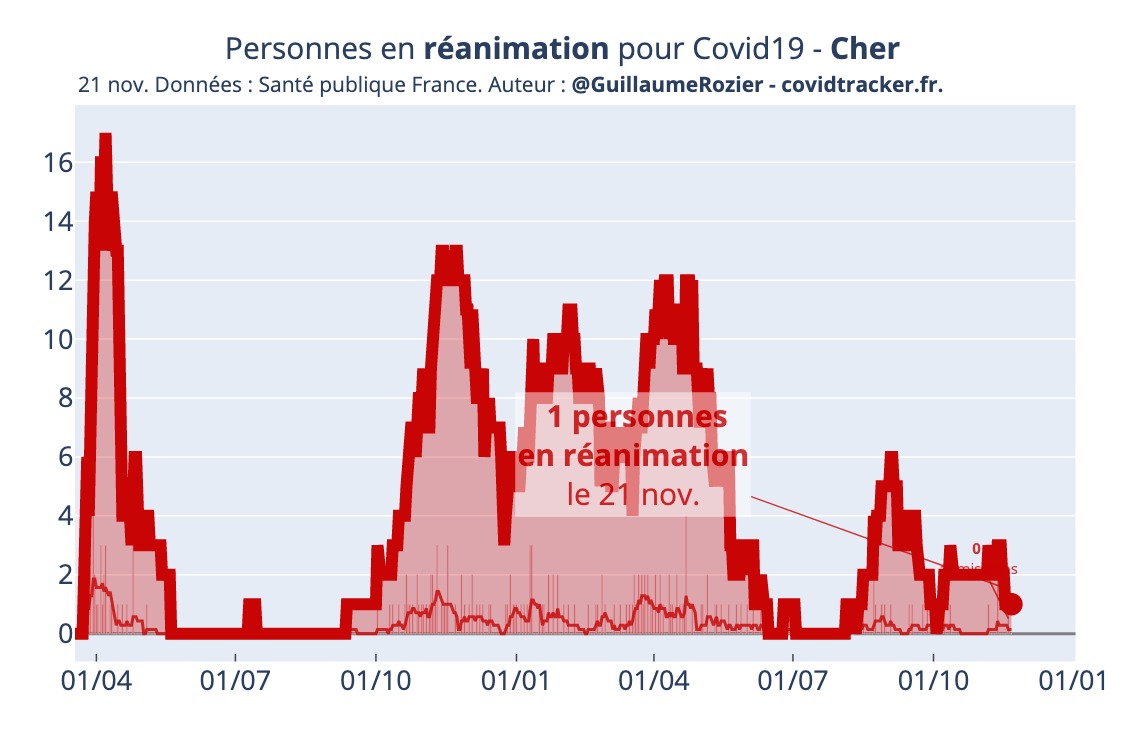 Personnes en réanimation pour Covid19 - Cher
21 nov. Données : Santé publique France. Auteur : @GuillaumeRozier - covidtracker.fr.
16
14
12
10
8
6
4
2
0
1 personnes
en réanimation
le 21 nov.
0
01/04 01/07 01/10 01/01 01/04 01/07 01/10 01/01